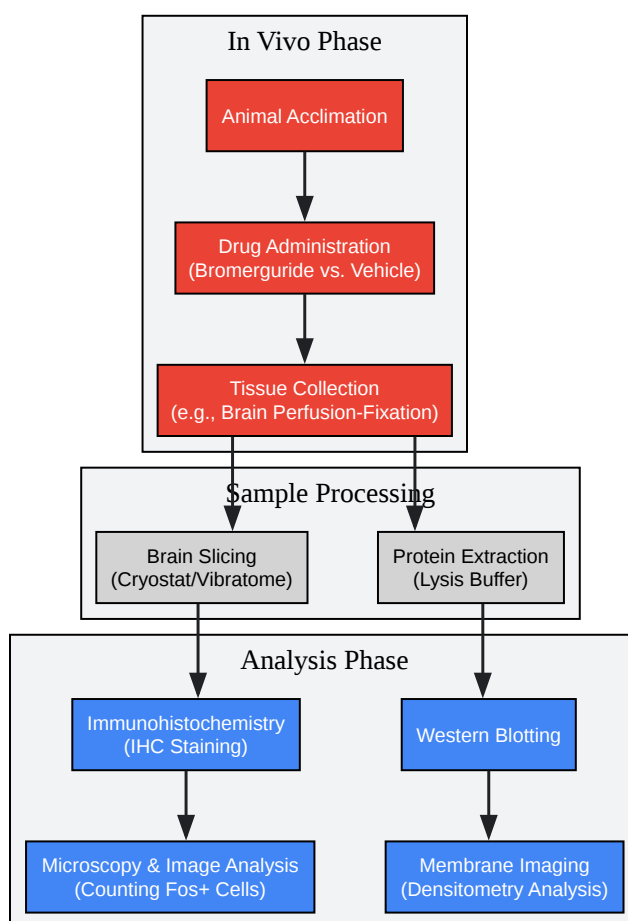 In Vivo Phase
Animal Acclimation
Drug Administration
(Bromerguride vs. Vehicle)
Tissue Collection
(e.g., Brain Perfusion-Fixation)
Sample Processing
Brain Slicing
(Cryostat/Vibratome)
Protein Extraction
(Lysis Buffer)
Analysis Phase
Immunohistochemistry
(IHC Staining)
Western Blotting
Microscopy & Image Analysis
(Counting Fos+ Cells)
Membrane Imaging
(Densitometry Analysis)